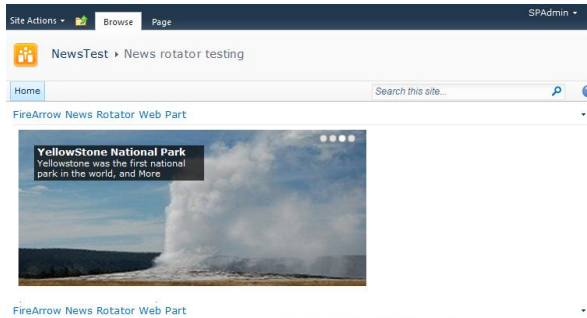 SPAdmin
Site Actions
Browse
Page
NewsTest
News rotator testing
Home
Search this site...
FireArrow News Rotator Web Part
YellowStone National Park
Yellowstone was the first national
park in the world, and More
FireArrow News Rotator Web Part